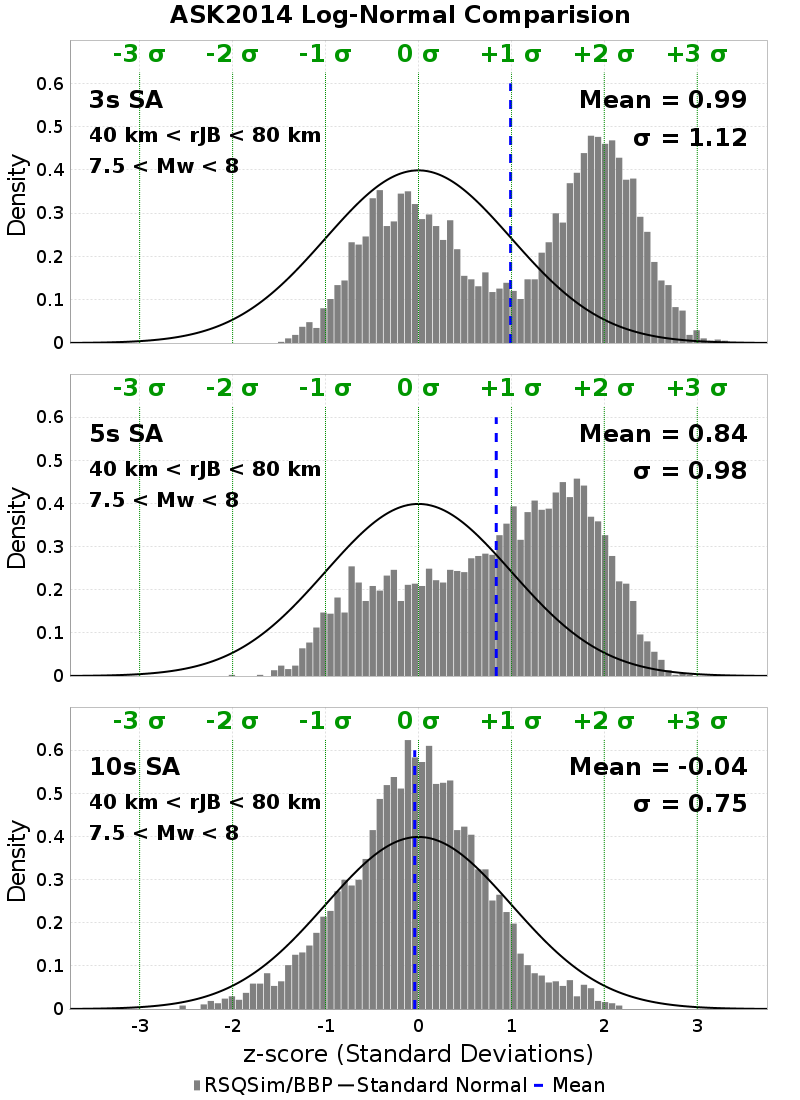 ASK2014 Log-Normal Comparision
-3 σ -2 σ -1 σ 0 σ +1 σ +2 σ +3 σ
3s SA
Mean = 0.99
40 km < rJB < 80 km
σ = 1.12
7.5 < Mw < 8
Density
0.6
0.5
0.4
0.3
0.2
0.1
0
-3 σ -2 σ -1 σ 0 σ +1 σ +2 σ +3 σ
5s SA
Mean = 0.84
40 km < rJB < 80 km
σ = 0.98
7.5 < Mw < 8
Density
0.6
0.5
0.4
0.3
0.2
0.1
0
-3 σ -2 σ -1 σ 0 σ +1 σ +2 σ +3 σ
10s SA
Mean = -0.04
40 km < rJB < 80 km
σ = 0.75
7.5 < Mw < 8
Density
0.6
0.5
0.4
0.3
0.2
0.1
0
-3 -2 -1 0 1 2 3
z-score (Standard Deviations)
RSQSim/BBP Standard Normal Mean